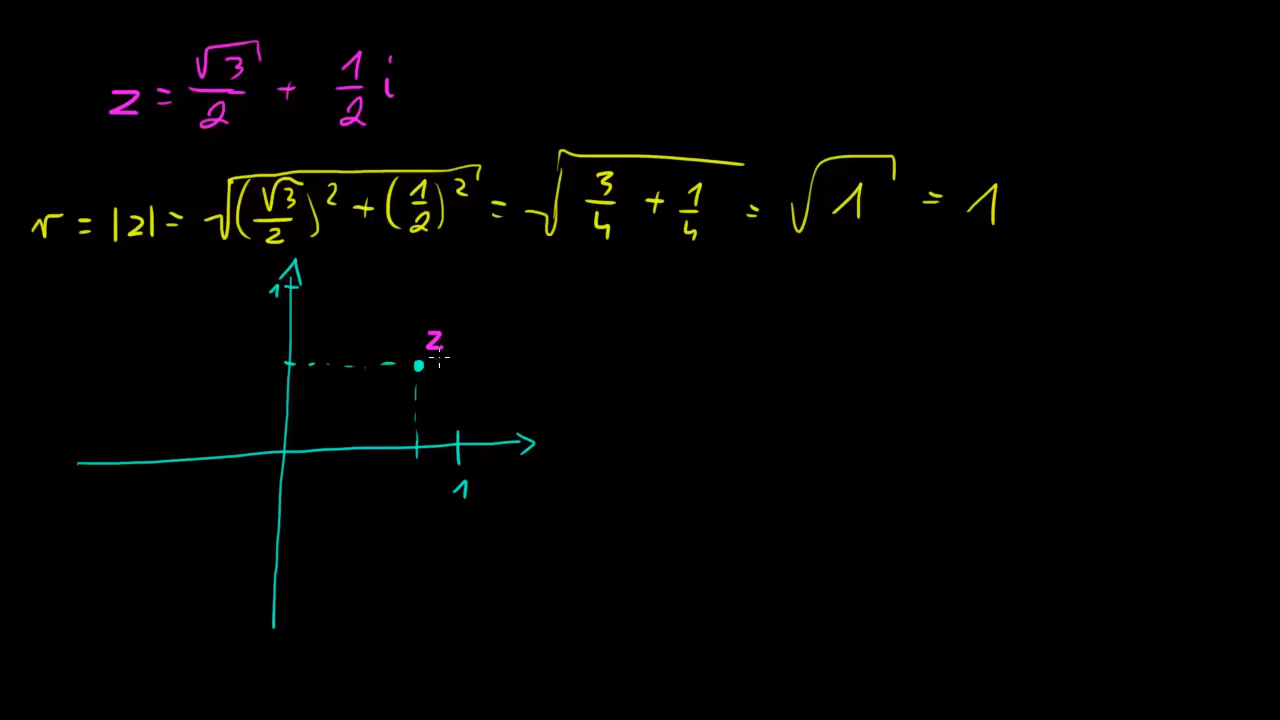 z = √3/2 + 1/2 i
r = |z| = √((√3/2)² + (1/2)²) = √(3/4 + 1/4) = √1 = 1
1
z
1